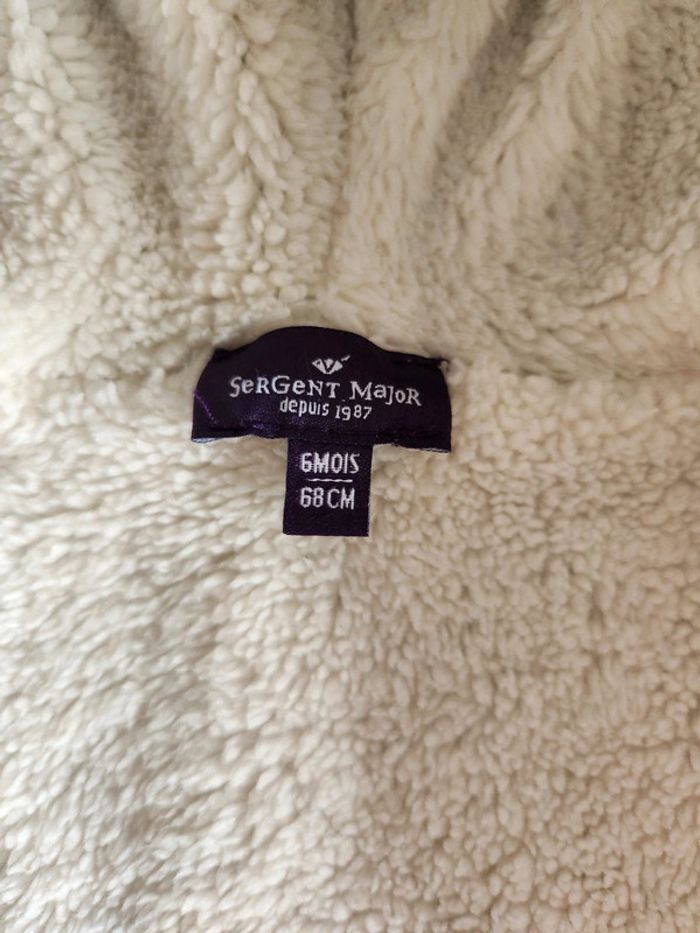 SeRGeNT MaJoR
depuis 1987
6MOIS
68CM